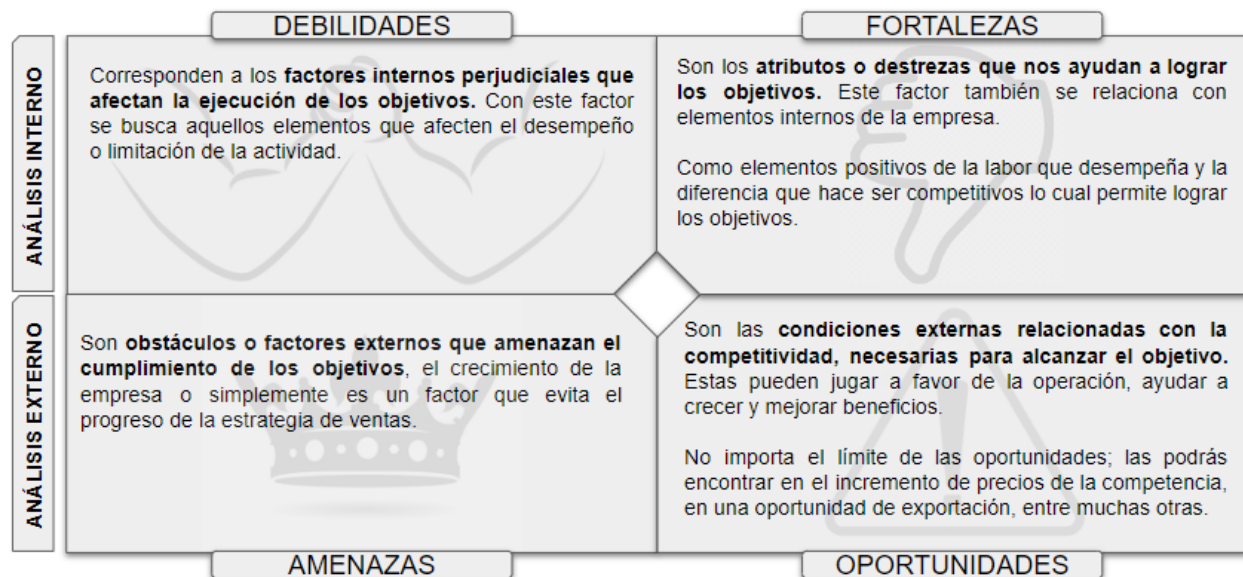 DEBILIDADES
FORTALEZAS
ANÁLISIS INTERNO
Corresponden a los factores internos perjudiciales que
afectan la ejecución de los objetivos. Con este factor
se busca aquellos elementos que afecten el desempeño
o limitación de la actividad.
Son los atributos o destrezas que nos ayudan a lograr
los objetivos. Este factor también se relaciona con
elementos internos de la empresa.
Como elementos positivos de la labor que desempeña y la
diferencia que hace ser competitivos lo cual permite lograr
los objetivos.
ANÁLISIS EXTERNO
Son obstáculos o factores externos que amenazan el
cumplimiento de los objetivos, el crecimiento de la
empresa o simplemente es un factor que evita el
progreso de la estrategia de ventas.
Son las condiciones externas relacionadas con la
competitividad, necesarias para alcanzar el objetivo.
Estas pueden jugar a favor de la operación, ayudar a
crecer y mejorar beneficios.
No importa el límite de las oportunidades; las podrás
encontrar en el incremento de precios de la competencia,
en una oportunidad de exportación, entre muchas otras.
AMENAZAS
OPORTUNIDADES